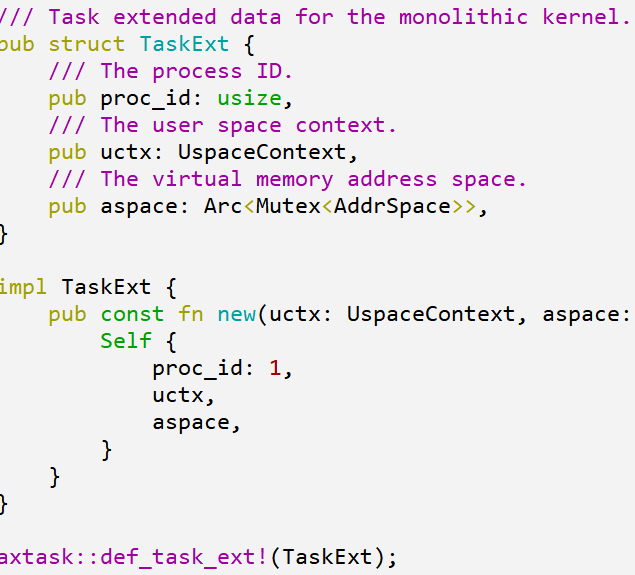 /// Task extended data for the monolithic kernel.
pub struct TaskExt {
    /// The process ID.
    pub proc_id: usize,
    /// The user space context.
    pub uctx: UspaceContext,
    /// The virtual memory address space.
    pub aspace: Arc<Mutex<AddrSpace>>,
}
impl TaskExt {
    pub const fn new(uctx: UspaceContext, aspace:
        Self {
            proc_id: 1,
            uctx,
            aspace,
        }
    }
}
axtask::def_task_ext!(TaskExt);